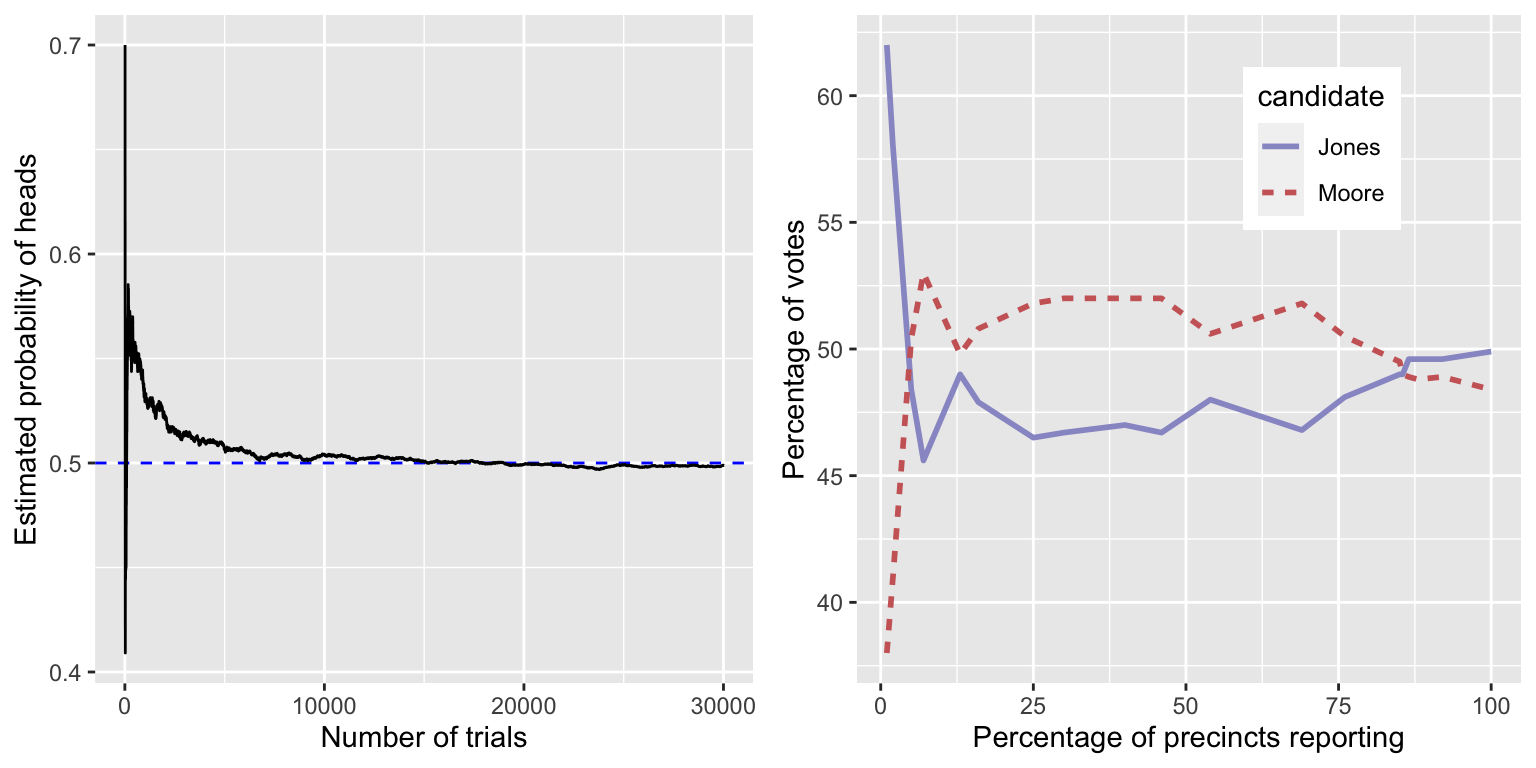 Estimated probability of heads
0.7
0.6
0.5
0.4
0
10000
20000
30000
Number of trials
Percentage of votes
60
55
50
45
40
candidate
Jones
Moore
0
25
50
75
100
Percentage of precincts reporting